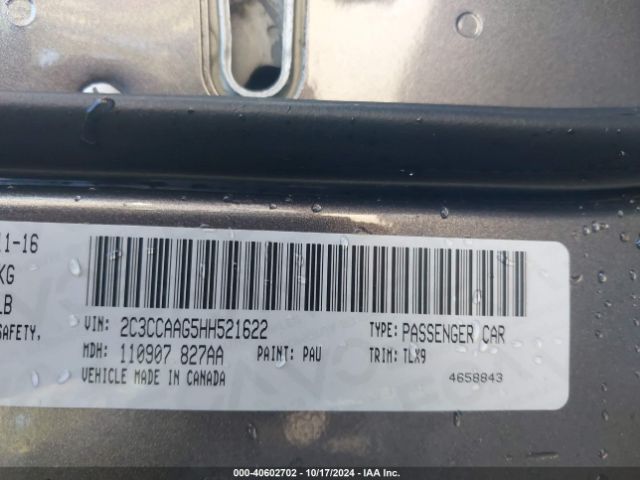 11-16
KG
LB
SAFETY,
VIN: 2C3CCAAG5HH521622 TYPE: PASSENGER CAR
MDH: 110907 827AA PAINT: PAU TRIM: TLX9
VEHICLE MADE IN CANADA 4658843
000-40602702 - 10/17/2024 - IAA Inc.